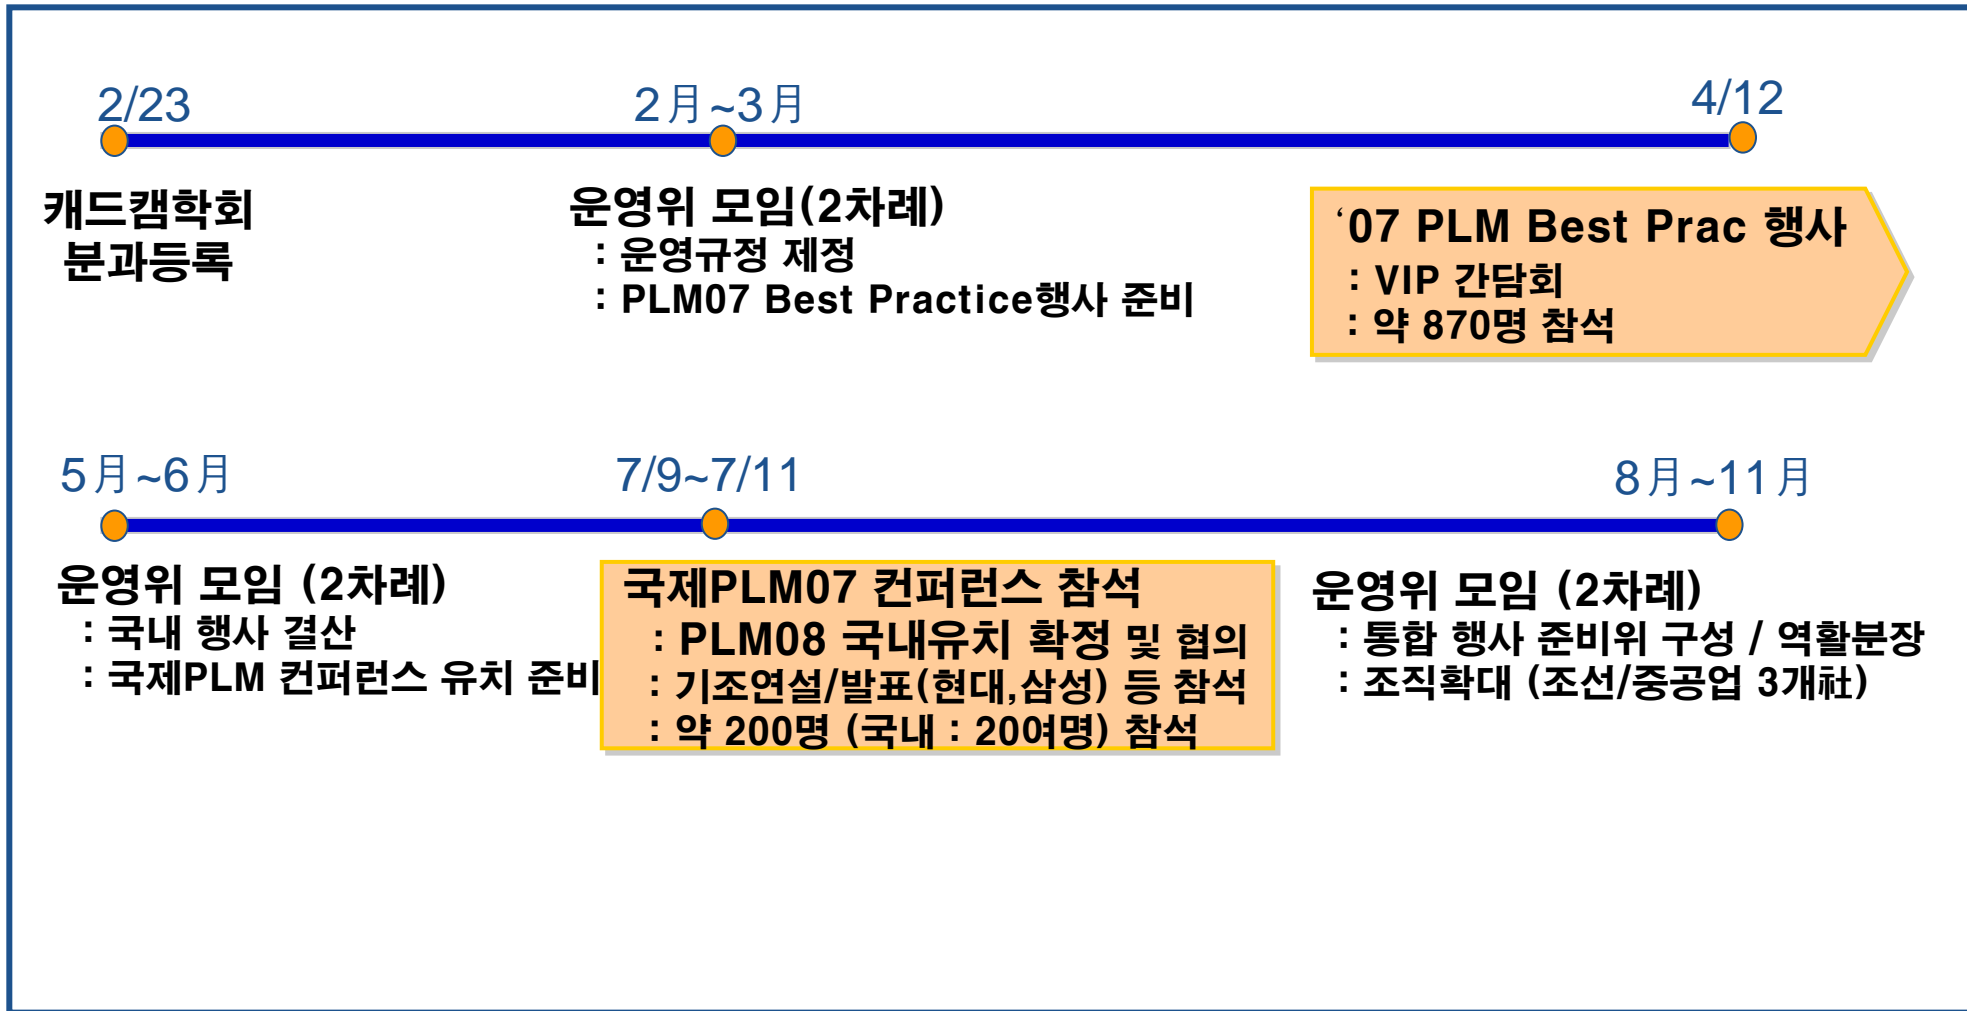 2/23
2月~3月
4/12
캐드캠학회
분과등록
운영위 모임(2차례)
: 운영규정 제정
: PLM07 Best Practice행사 준비
‘07 PLM Best Prac 행사
: VIP 간담회
: 약 870명 참석
5月~6月
7/9~7/11
8月~11月
운영위 모임 (2차례)
: 국내 행사 결산
: 국제PLM 컨퍼런스 유치 준비
국제PLM07 컨퍼런스 참석
: PLM08 국내유치 확정 및 협의
: 기조연설/발표(현대,삼성) 등 참석
: 약 200명 (국내 : 20여명) 참석
운영위 모임 (2차례)
: 통합 행사 준비위 구성 / 역활분장
: 조직확대 (조선/중공업 3개社)